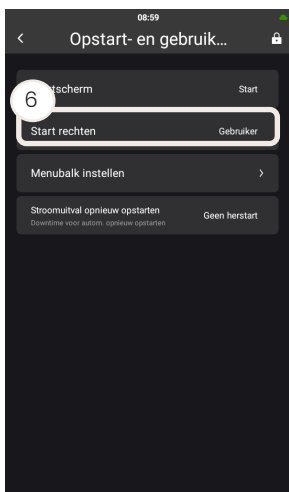 08:59
Opstart- en gebruik...
6
tscherm Start
Start rechten Gebruiker
Menubalk instellen
Stroomuitval opnieuw opstarten
Downtime voor autom. opnieuw opstarten
Geen herstart